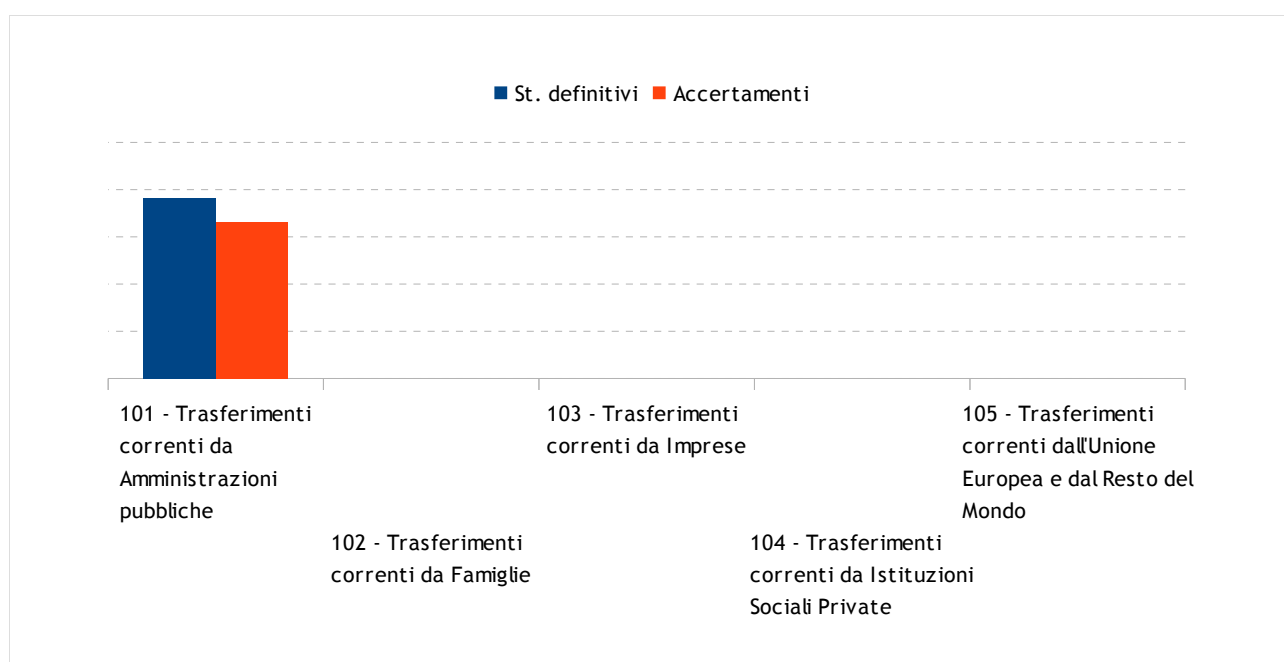 St. definitivi Accertamenti
101 - Trasferimenti
correnti da
Amministrazioni
pubbliche
102 - Trasferimenti
correnti da Famiglie
103 - Trasferimenti
correnti da Imprese
104 - Trasferimenti
correnti da Istituzioni
Sociali Private
105 - Trasferimenti
correnti dall'Unione
Europea e dal Resto del
Mondo